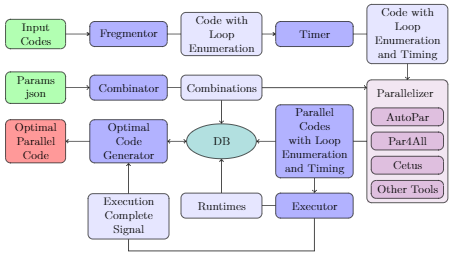 Input
Codes
Fregmentor
Code with
Loop
Enumeration
Timer
Code with
Loop
Enumeration
and Timing
Params
json
Combinator
Combinations
Parallelizer
AutoPar
Par4All
Cetus
Other Tools
Optimal
Parallel
Code
Optimal
Code
Generator
DB
Parallel
Codes
with Loop
Enumeration
and Timing
Execution
Complete
Signal
Runtimes
Executor